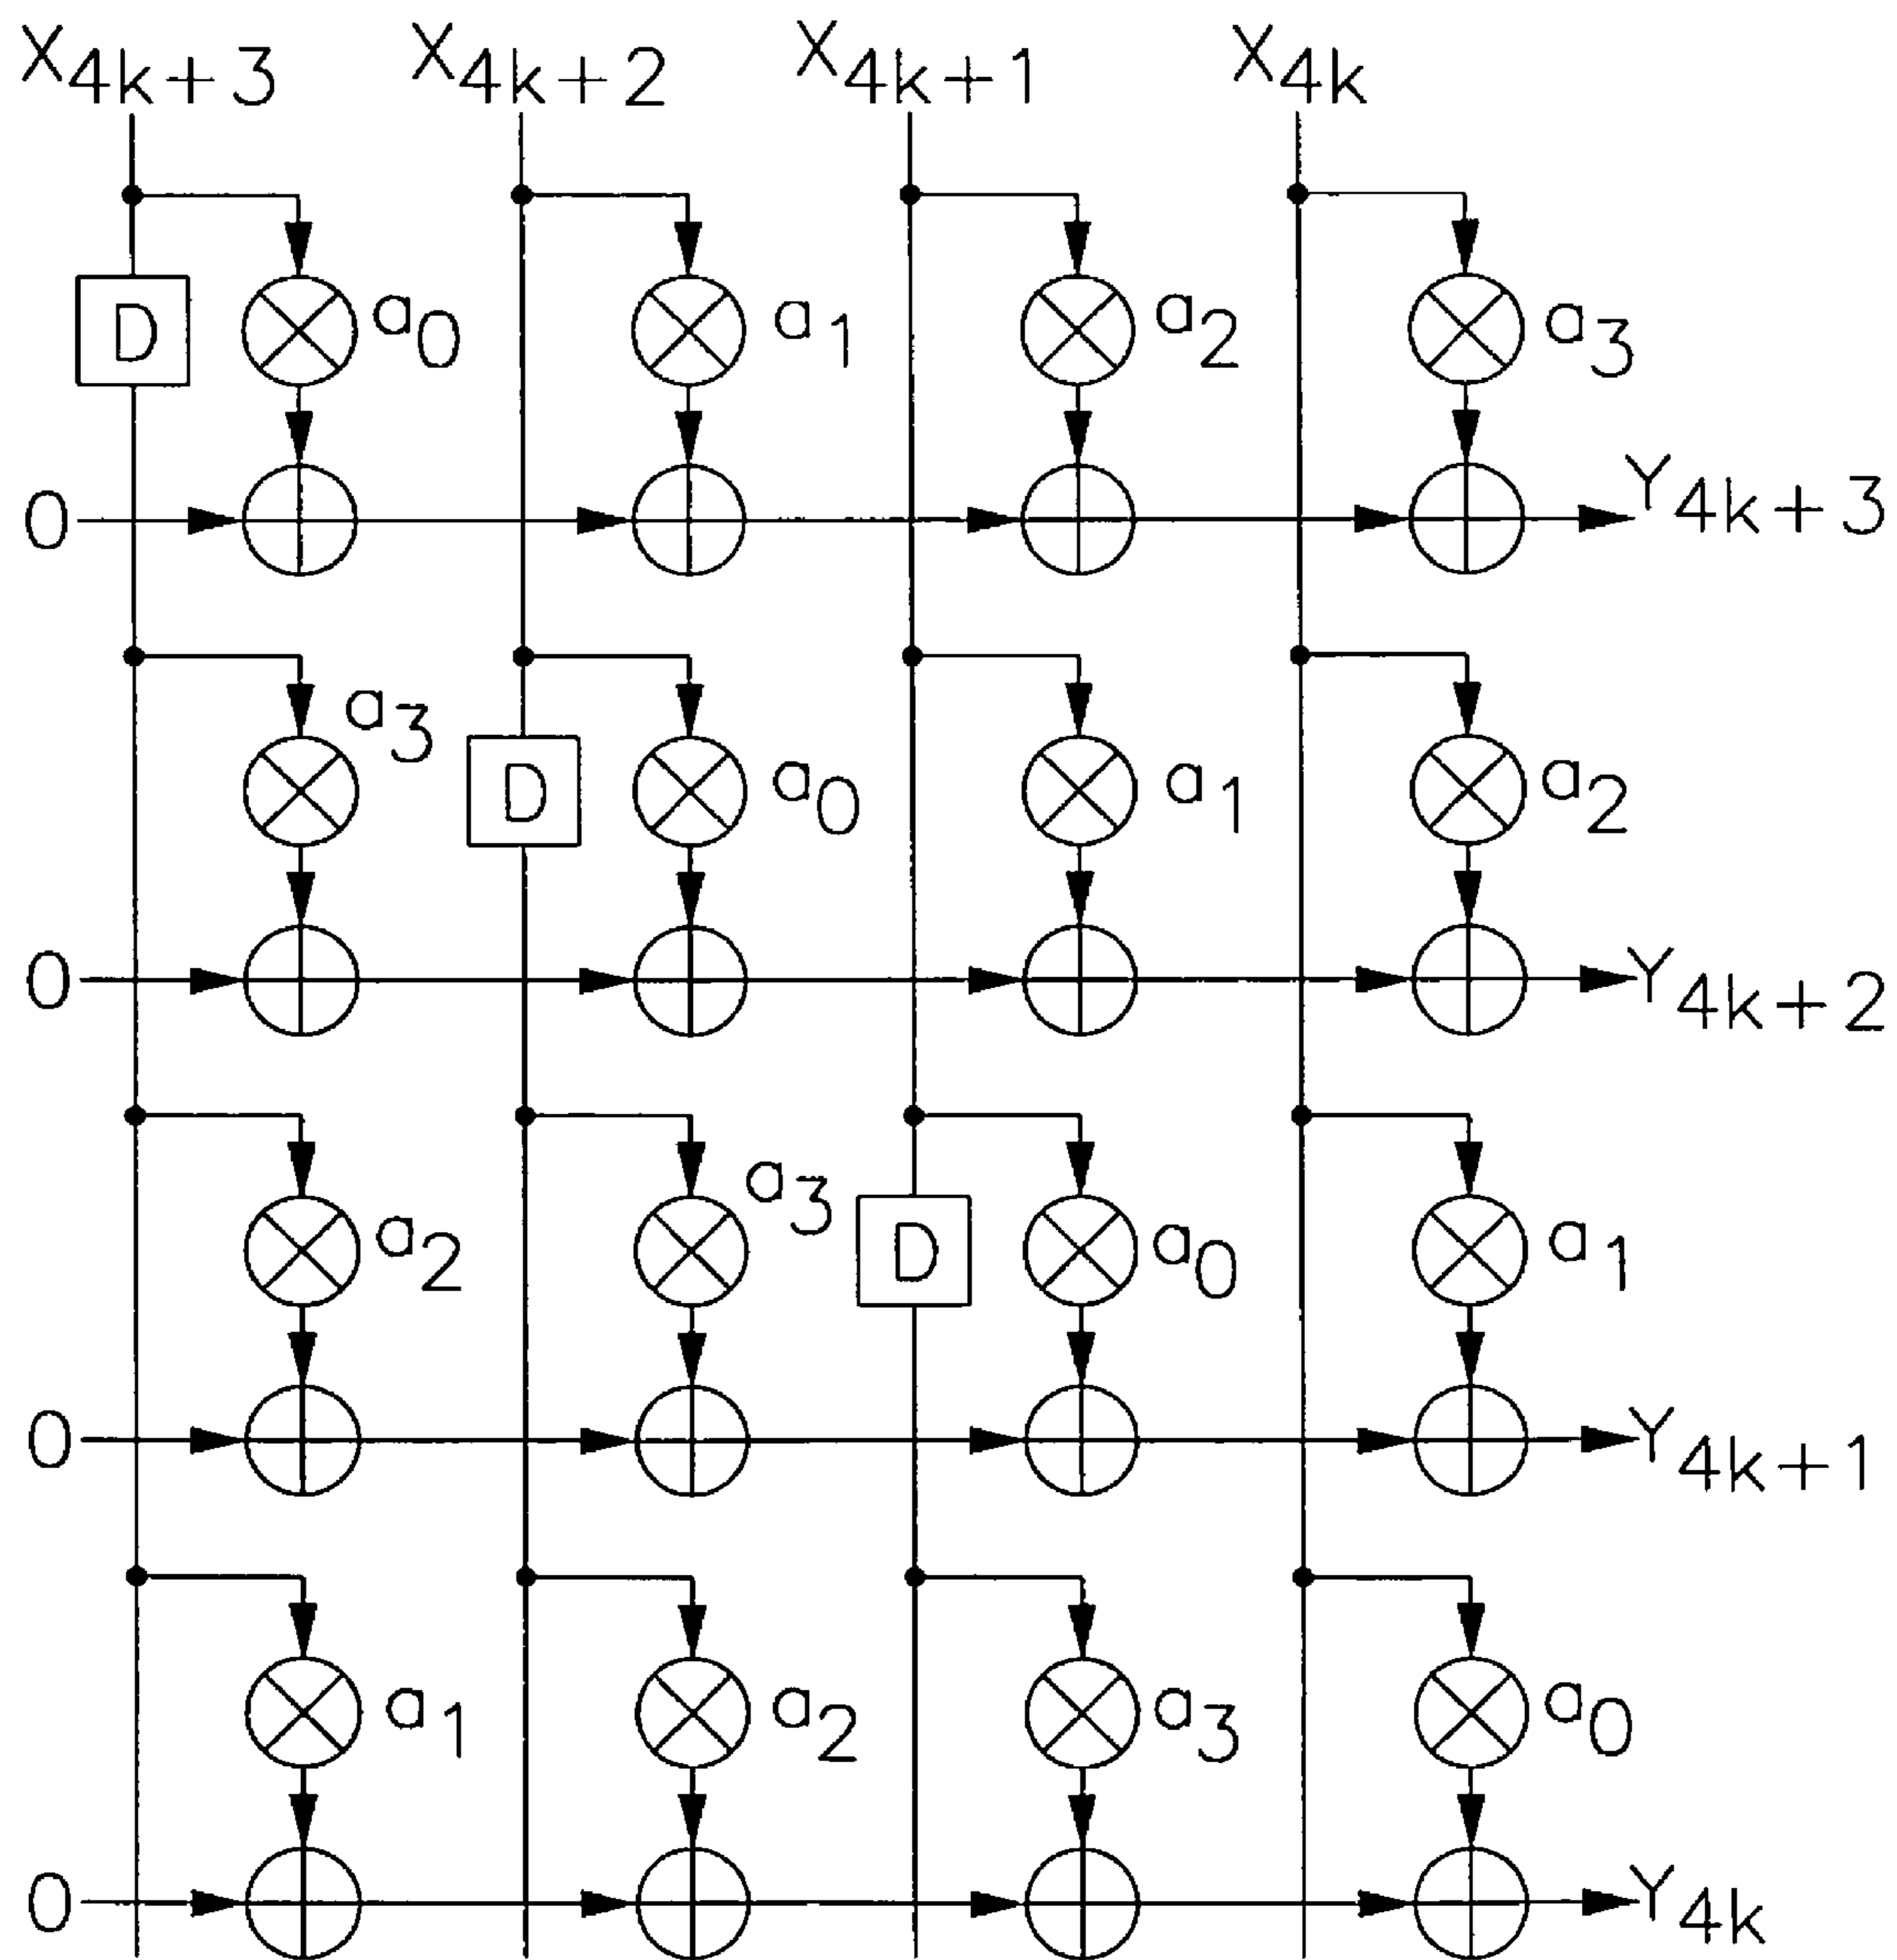 X4k+3 X4k+2 X4k+1 X4k
D a0 a1 a2 a3
0 Y4k+3
a3 D a0 a1 a2
0 Y4k+2
a2 a3 D a0 a1
0 Y4k+1
a1 a2 a3 a0
0 Y4k